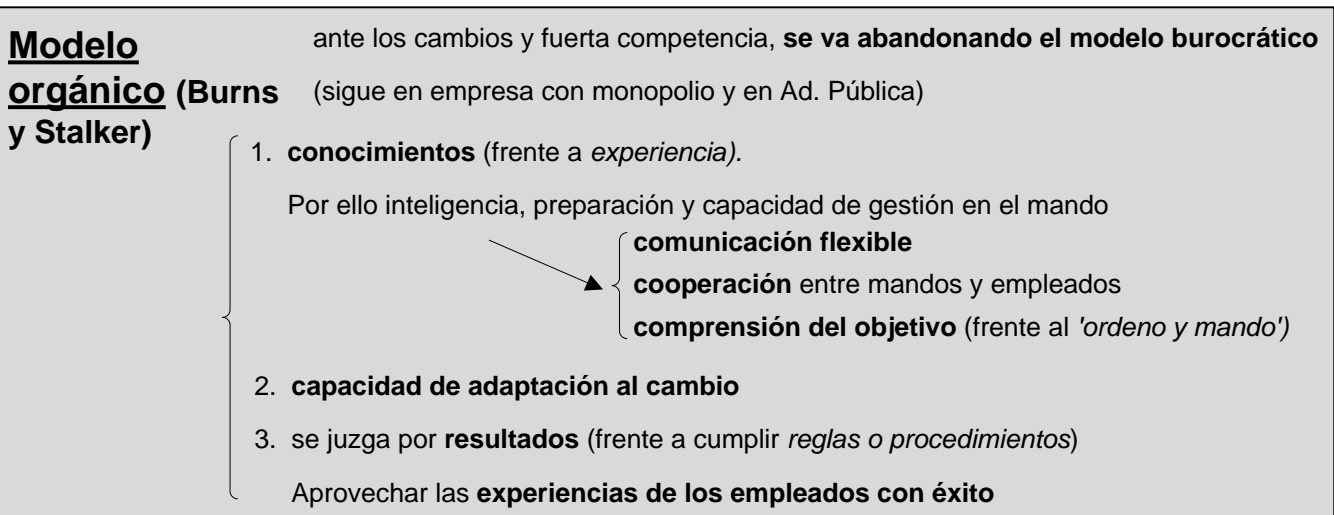 Modelo
orgánico (Burns
y Stalker)
ante los cambios y fuerta competencia, se va abandonando el modelo burocrático
(sigue en empresa con monopolio y en Ad. Pública)
1. conocimientos (frente a experiencia).
Por ello inteligencia, preparación y capacidad de gestión en el mando
comunicación flexible
cooperación entre mandos y empleados
comprensión del objetivo (frente al 'ordeno y mando')
2. capacidad de adaptación al cambio
3. se juzga por resultados (frente a cumplir reglas o procedimientos)
Aprovechar las experiencias de los empleados con éxito